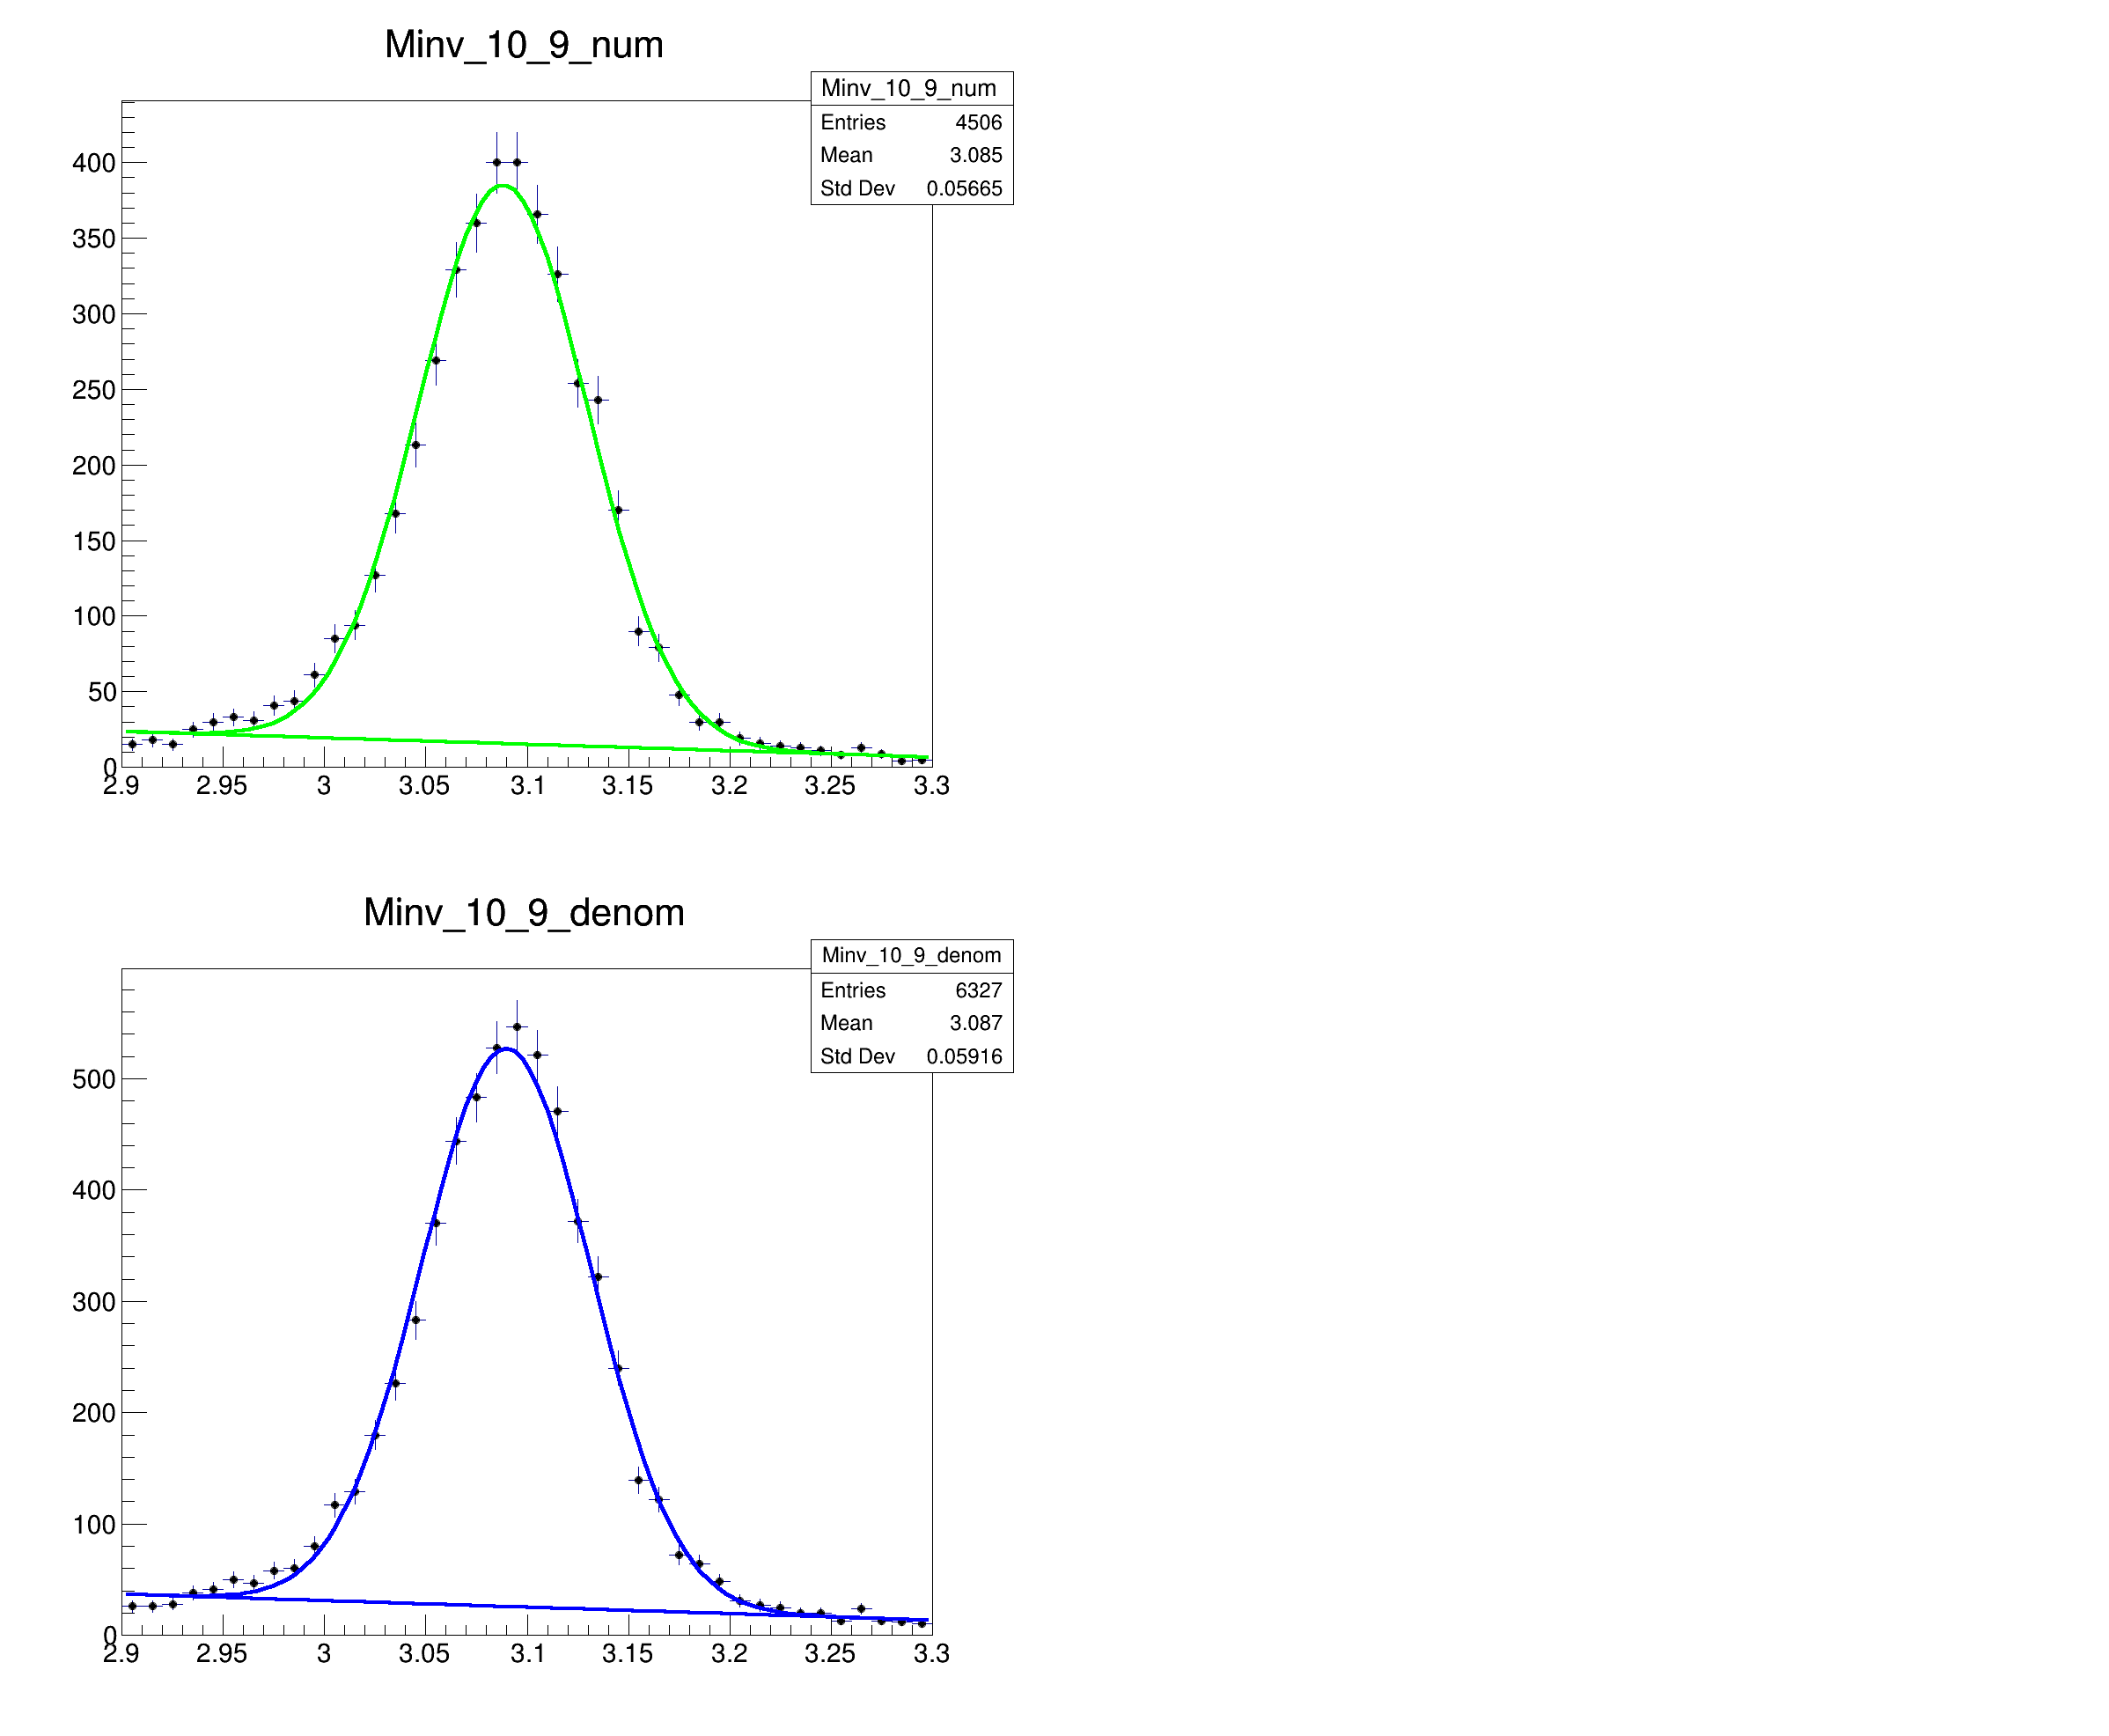 Minv_10_9_num
Minv_10_9_num
Entries 4506
Mean 3.085
Std Dev 0.05665
400
350
300
250
200
150
100
50
0
2.9 2.95 3 3.05 3.1 3.15 3.2 3.25 3.3
Minv_10_9_denom
Minv_10_9_denom
Entries 6327
Mean 3.087
Std Dev 0.05916
500
400
300
200
100
0
2.9 2.95 3 3.05 3.1 3.15 3.2 3.25 3.3